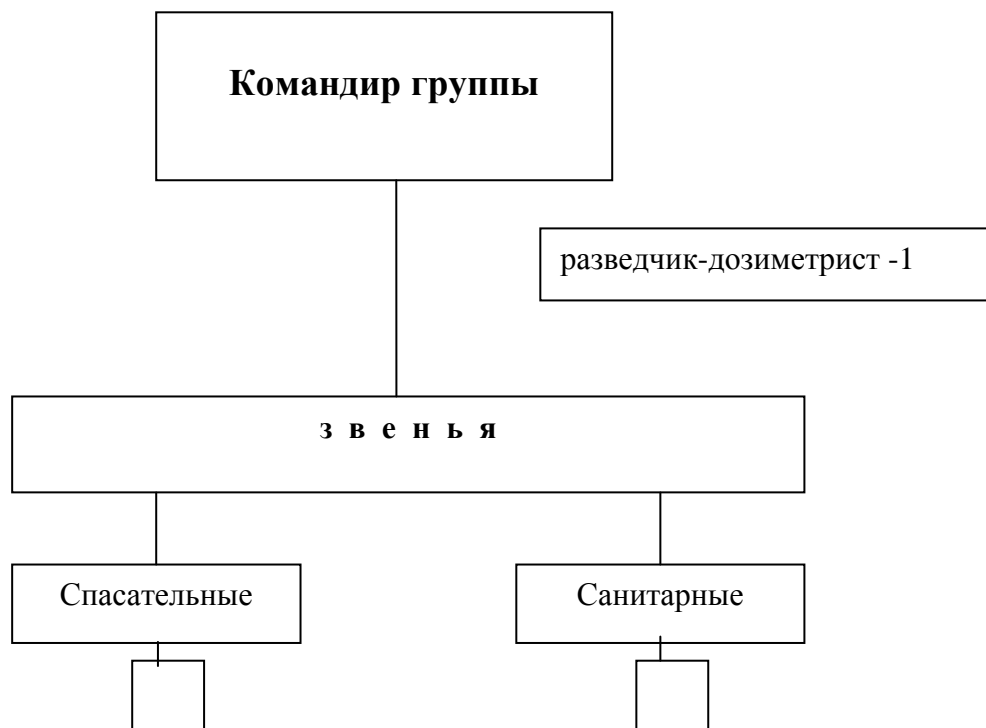 Командир группы
разведчик-дозиметрист -1
з в е н ь я
Спасательные
Санитарные